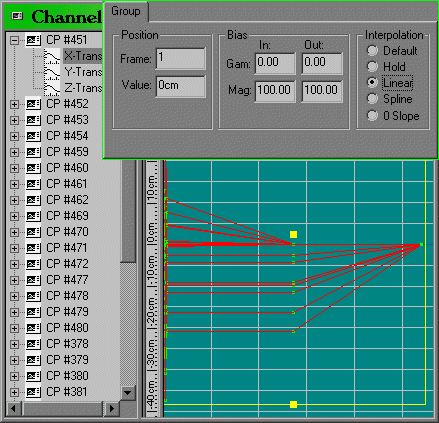 Channel
Group
Position
Frame: 1
Value: 0cm
Bias
In: Out:
Gam: 0.00 0.00
Mag: 100.00 100.00
Interpolation
Default
Hold
Linear
Spline
0 Slope
CP #451
X-Trans
Y-Trans
Z-Trans
CP #452
CP #453
CP #454
CP #459
CP #460
CP #461
CP #462
CP #469
CP #470
CP #471
CP #472
CP #477
CP #478
CP #479
CP #480
CP #378
CP #379
CP #380
CP #381
10cm
0cm
-10cm
-20cm
-30cm
-40cm